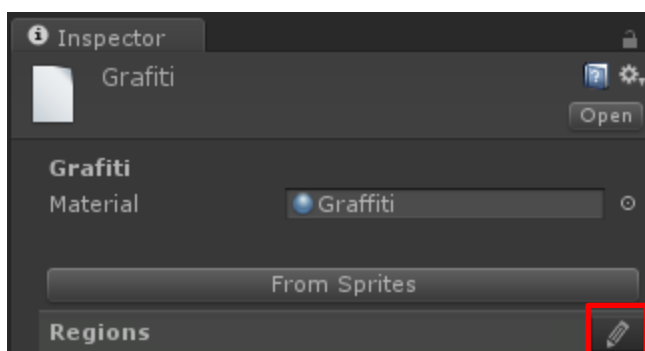 Inspector
Grafiti
Open
Grafiti
Material Graffiti
From Sprites
Regions